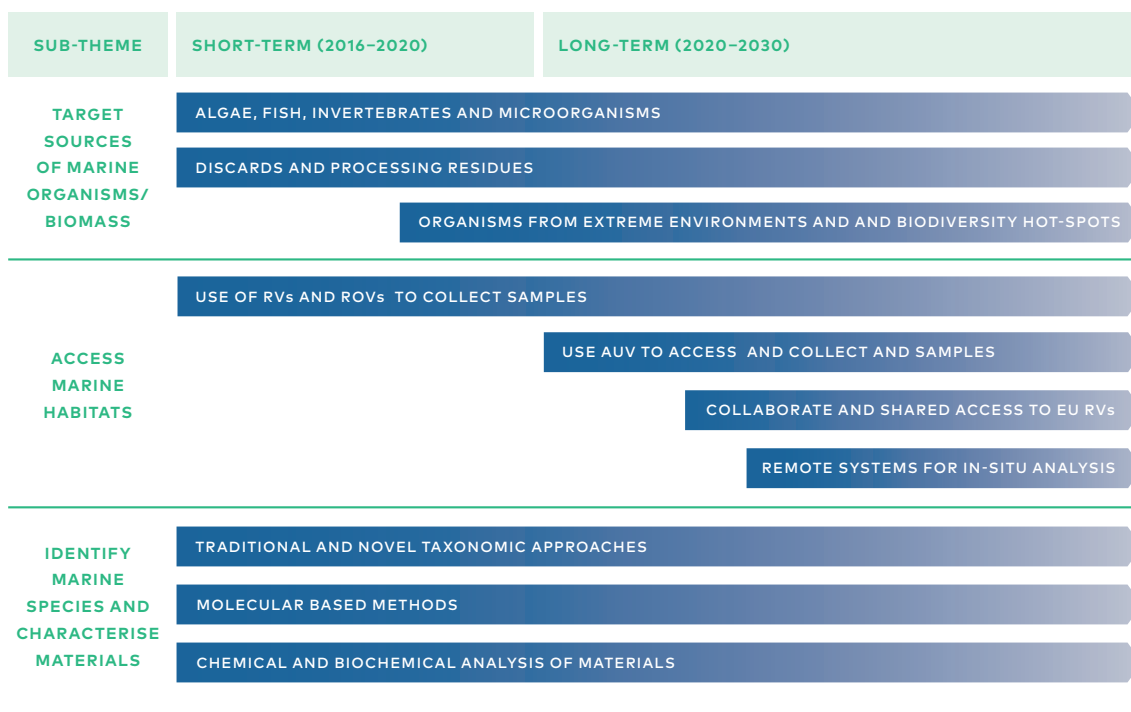 SUB-THEME
SHORT-TERM (2016–2020)
LONG-TERM (2020–2030)
TARGET
SOURCES
OF MARINE
ORGANISMS/
BIOMASS
ALGAE, FISH, INVERTEBRATES AND MICROORGANISMS
DISCARDS AND PROCESSING RESIDUES
ORGANISMS FROM EXTREME ENVIRONMENTS AND AND BIODIVERSITY HOT-SPOTS
ACCESS
MARINE
HABITATS
USE OF RVs AND ROVs TO COLLECT SAMPLES
USE AUV TO ACCESS AND COLLECT AND SAMPLES
COLLABORATE AND SHARED ACCESS TO EU RVs
REMOTE SYSTEMS FOR IN-SITU ANALYSIS
IDENTIFY
MARINE
SPECIES AND
CHARACTERISE
MATERIALS
TRADITIONAL AND NOVEL TAXONOMIC APPROACHES
MOLECULAR BASED METHODS
CHEMICAL AND BIOCHEMICAL ANALYSIS OF MATERIALS